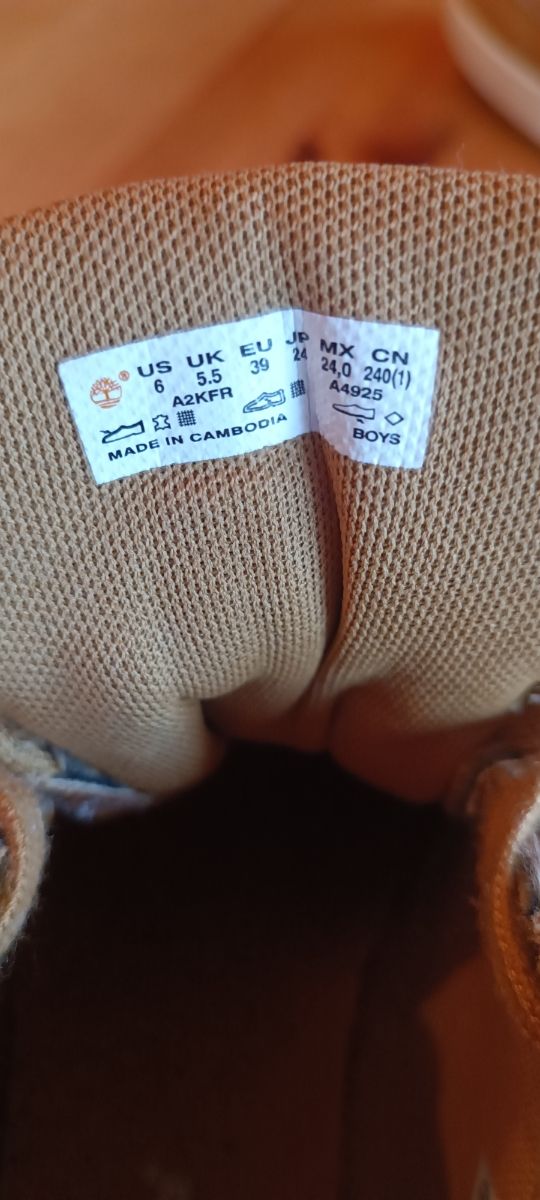 US UK EU JP MX CN
6 5.5 39 24 24,0 240(1)
A2KFR A4925
MADE IN CAMBODIA BOYS